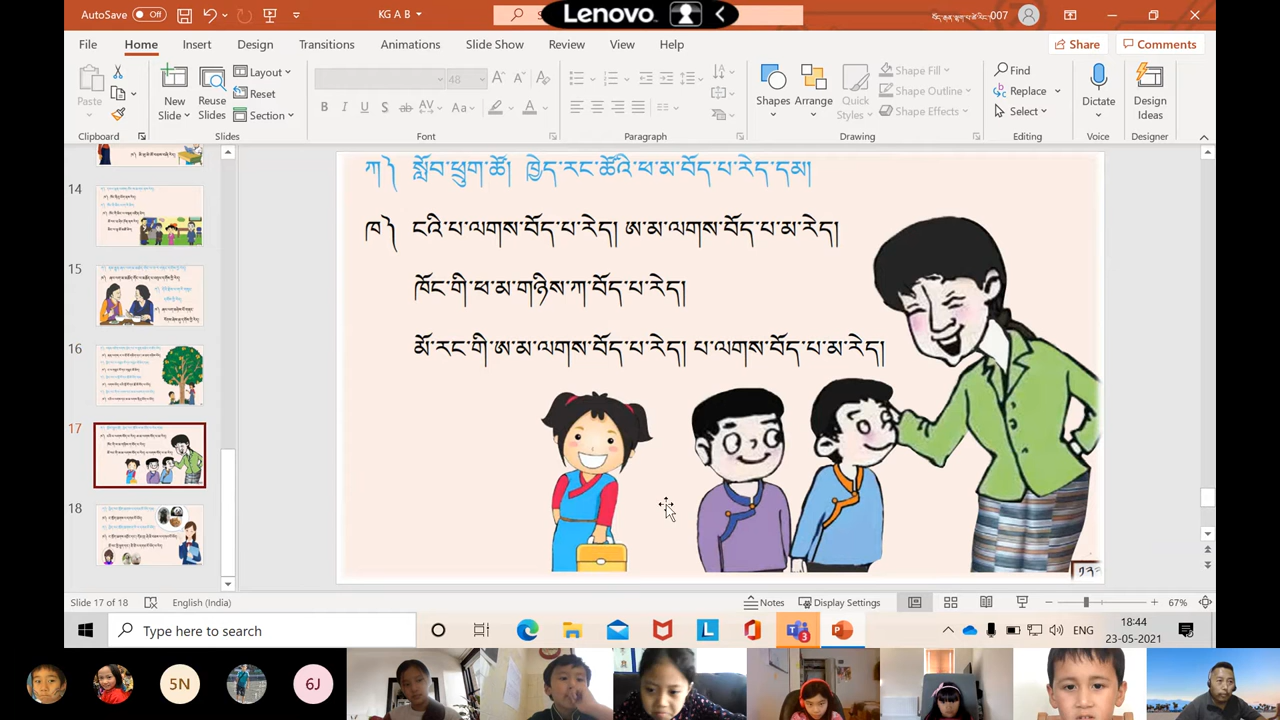 AutoSave Off
KG A B
Lenovo
007
File Home Insert Design Transitions Animations Slide Show Review View Help Share Comments
Paste New Slide Reuse Slides Layout Reset Section 48 Shapes Arrange Quick Styles Shape Fill Shape Outline Shape Effects Find Replace Select Dictate Design Ideas
Clipboard Slides Font Paragraph Drawing Editing Voice Designer
14
15
16
17
18
ཀ༽ སློབ་ཕྲུག་ཚོ། ཁྱེད་རང་ཚོའི་ཕ་མ་བོད་པ་རེད་དམ།
ཁ༽ ངའི་པ་ལགས་བོད་པ་རེད། ཨ་མ་ལགས་བོད་པ་མ་རེད།
ཁོང་གི་ཕ་མ་གཉིས་ཀ་བོད་པ་རེད།
མོ་རང་གི་ཨ་མ་ལགས་བོད་པ་རེད། པ་ལགས་བོད་པ་མ་རེད།
Slide 17 of 18 English (India) Notes Display Settings 67%
Type here to search ENG 18:44
23-05-2021
5N 6J